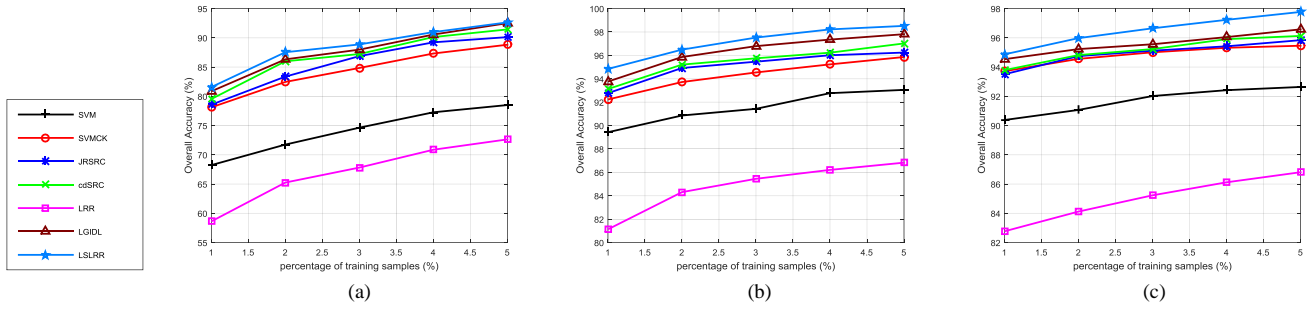 SVM
SVMCK
JRSRC
cdSRC
LRR
LGIDL
LSLRR
Overall Accuracy (%)
95
90
85
80
75
70
65
60
55
1 1.5 2 2.5 3 3.5 4 4.5 5
percentage of training samples (%)
(a)
Overall Accuracy (%)
100
98
96
94
92
90
88
86
84
82
80
1 1.5 2 2.5 3 3.5 4 4.5 5
percentage of training samples (%)
(b)
Overall Accuracy (%)
98
96
94
92
90
88
86
84
82
1 1.5 2 2.5 3 3.5 4 4.5 5
percentage of training samples (%)
(c)